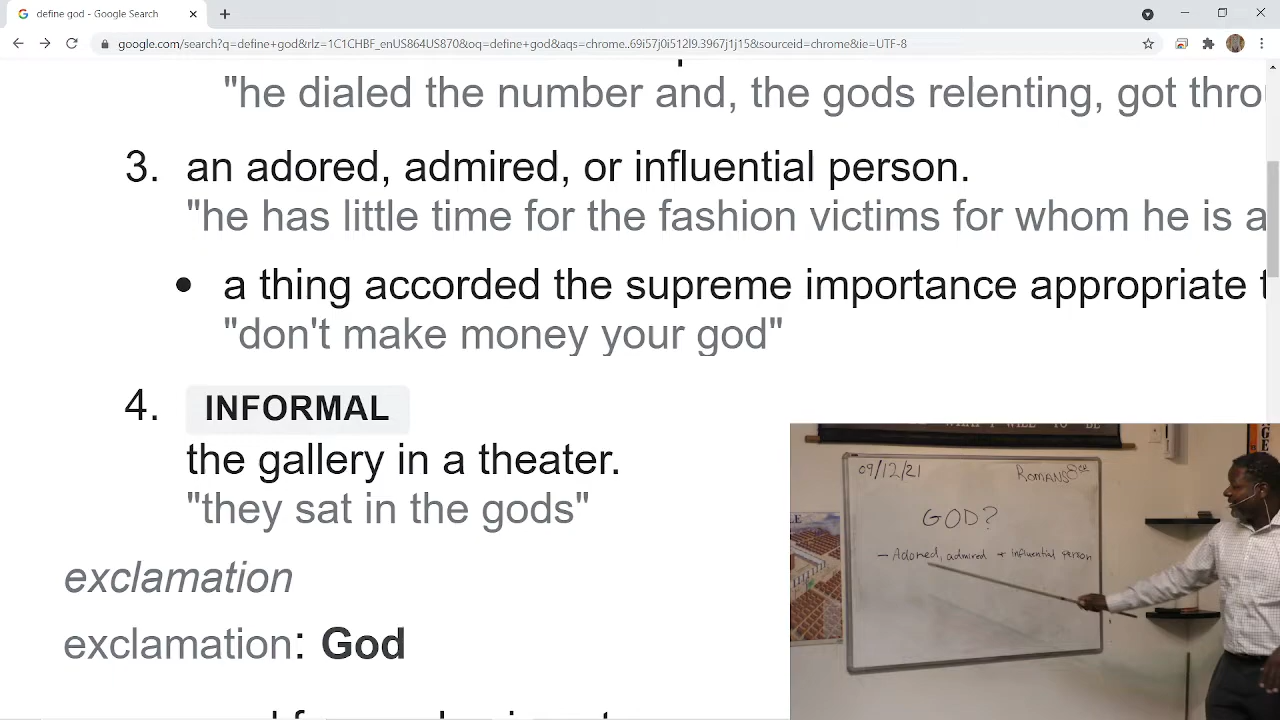 define god - Google Search
google.com/search?q=define+god&rlz=1C1CHBF_enUS864US870&oq=define+god&aqs=chrome..69i57j0i512l9.3967j1j15&sourceid=chrome&ie=UTF-8
"he dialed the number and, the gods relenting, got thro
3. an adored, admired, or influential person.
"he has little time for the fashion victims for whom he is a
• a thing accorded the supreme importance appropriate t
"don't make money your god"
4. INFORMAL
the gallery in a theater.
"they sat in the gods"
exclamation
exclamation: God
WHAT I WILL TO BE
09/12/21
ROMANS
GOD?
- Adored, admired + influential person